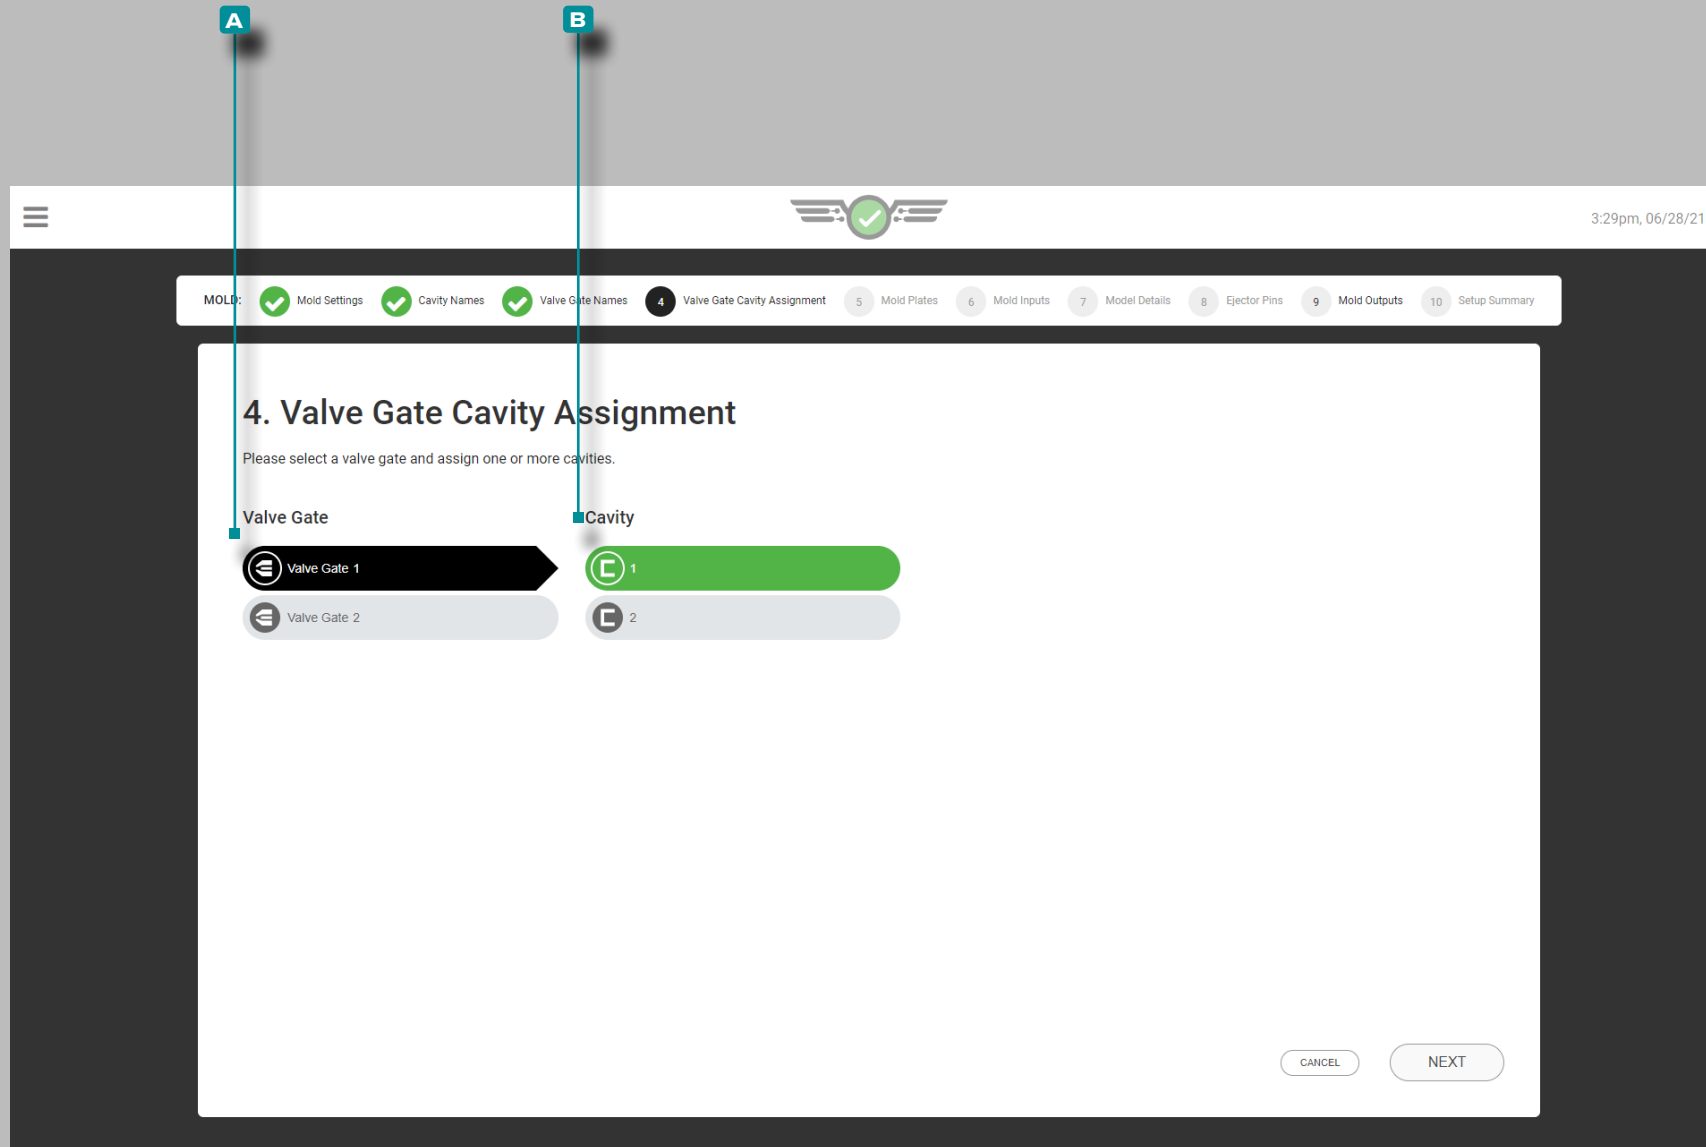 A B
3:29pm, 06/28/21
MOLD: Mold Settings Cavity Names Valve Gate Names 4 Valve Gate Cavity Assignment 5 Mold Plates 6 Mold Inputs 7 Model Details 8 Ejector Pins 9 Mold Outputs 10 Setup Summary
4. Valve Gate Cavity Assignment
Please select a valve gate and assign one or more cavities.
Valve Gate Cavity
Valve Gate 1 1
Valve Gate 2 2
CANCEL NEXT